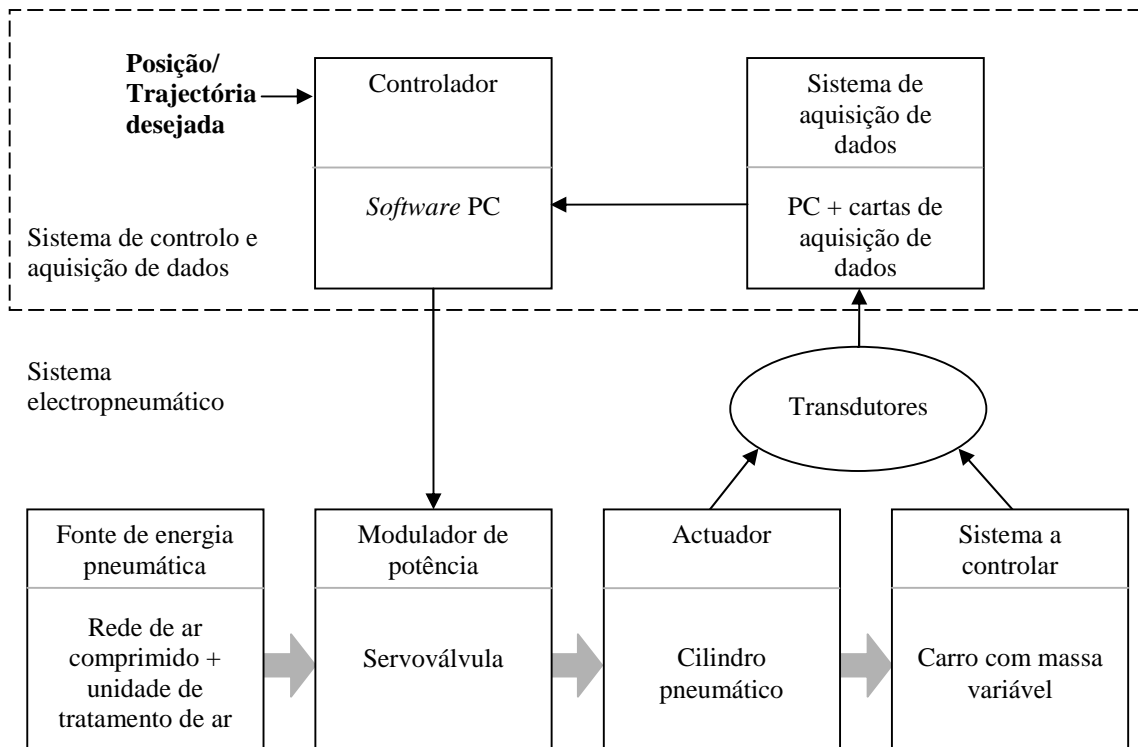 Posição/
Trajectória
desejada
Controlador
Software PC
Sistema de
aquisição de
dados
PC + cartas de
aquisição de
dados
Sistema de controlo e
aquisição de dados
Sistema
electropneumático
Transdutores
Fonte de energia
pneumática
Rede de ar
comprimido +
unidade de
tratamento de ar
Modulador de
potência
Servoválvula
Actuador
Cilindro
pneumático
Sistema a
controlar
Carro com massa
variável